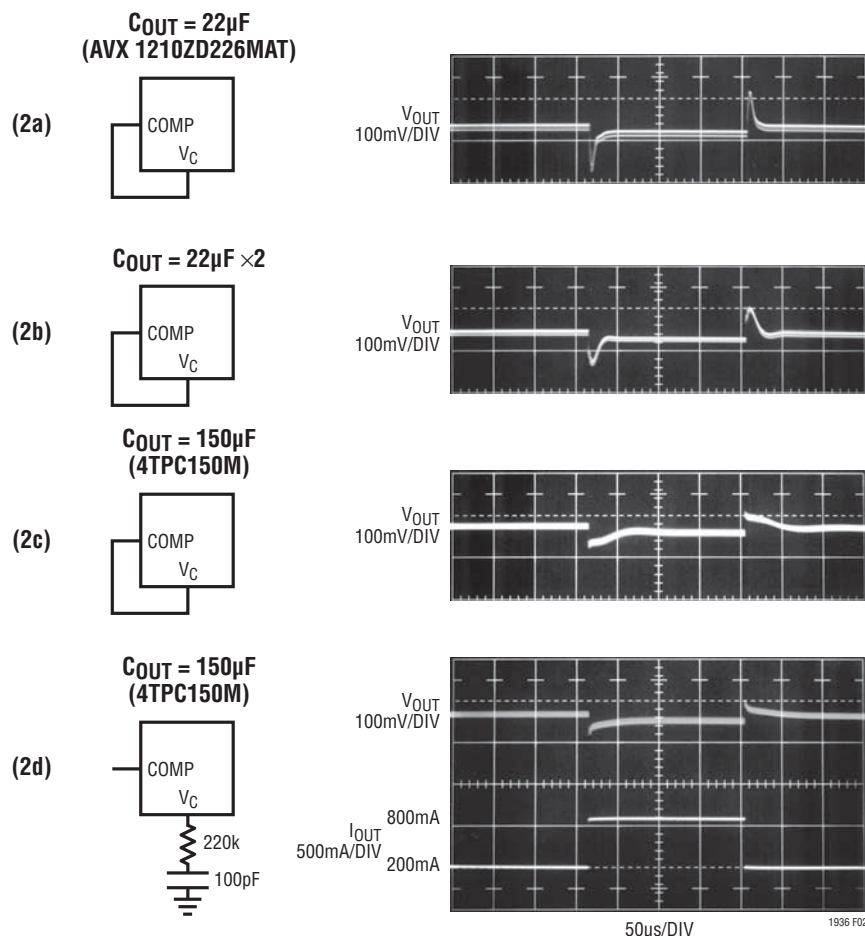 COUT = 22µF
(AVX 1210ZD226MAT)
(2a)
COMP
VC
VOUT
100mV/DIV
COUT = 22µF ×2
(2b)
COMP
VC
VOUT
100mV/DIV
COUT = 150µF
(4TPC150M)
(2c)
COMP
VC
VOUT
100mV/DIV
COUT = 150µF
(4TPC150M)
(2d)
COMP
VC
220k
100pF
VOUT
100mV/DIV
800mA
IOUT
500mA/DIV
200mA
50µs/DIV
1936 F02